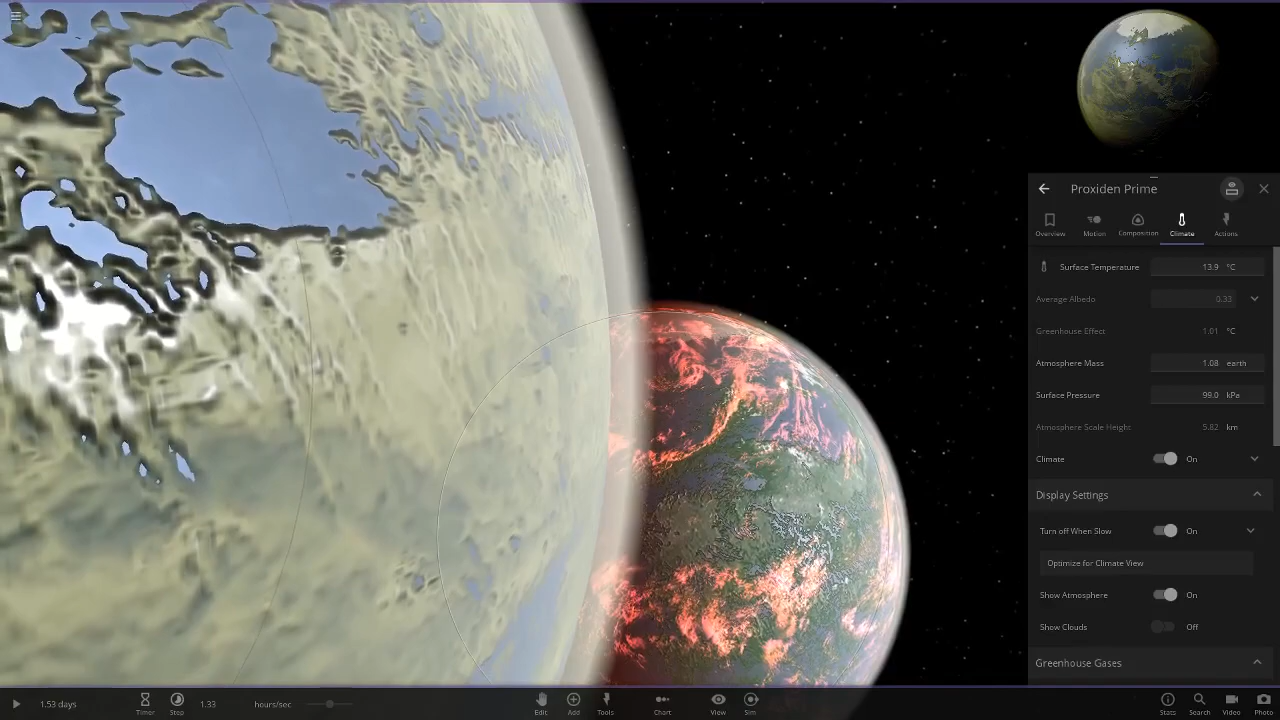 Proxiden Prime
Overview Motion Composition Climate Actions
Surface Temperature 13.9 °C
Average Albedo 0.33
Greenhouse Effect 1.01 °C
Atmosphere Mass 1.08 earth
Surface Pressure 99.0 kPa
Atmosphere Scale Height 5.82 km
Climate On
Display Settings
Turn off When Slow On
Optimize for Climate View
Show Atmosphere On
Show Clouds Off
Greenhouse Gases
1.53 days Timer Step 1.33 hours/sec Edit Add Tools Chart View Sim Stats Search Video Photo